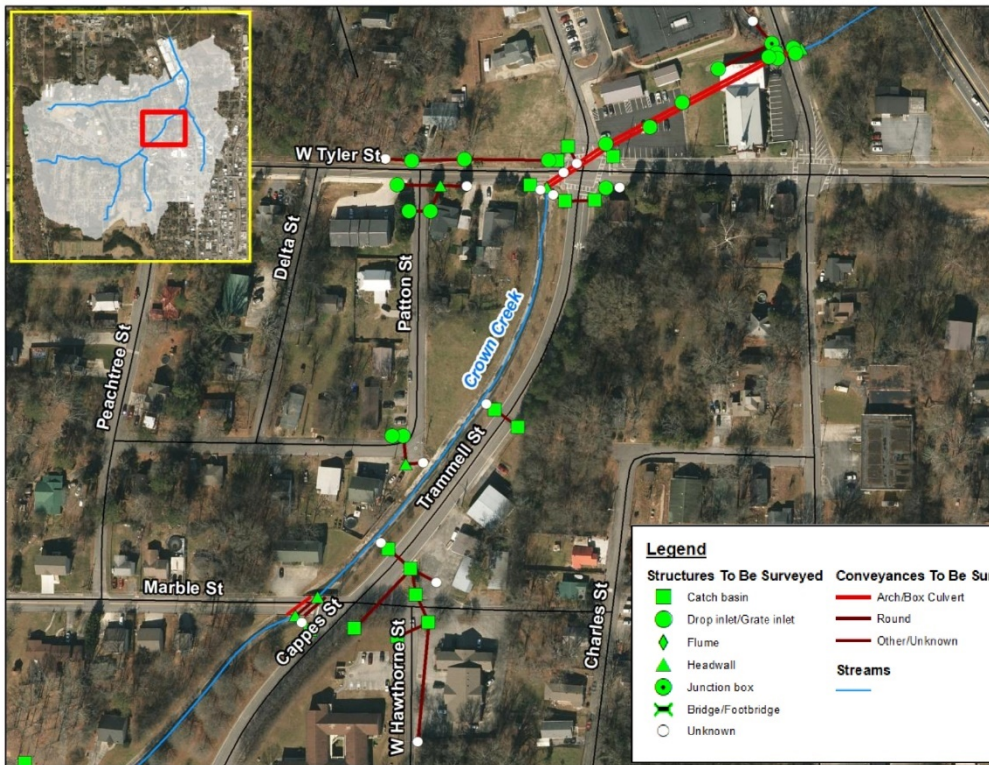 W Tyler St
Delta St
Patton St
Peachtree St
Crown Creek
Trammell St
Marble St
Cappes St
W Hawthorne St
Charles St
Legend
Structures To Be Surveyed
Catch basin
Drop inlet/Grate inlet
Flume
Headwall
Junction box
Bridge/Footbridge
Unknown
Conveyances To Be Sur
Arch/Box Culvert
Round
Other/Unknown
Streams